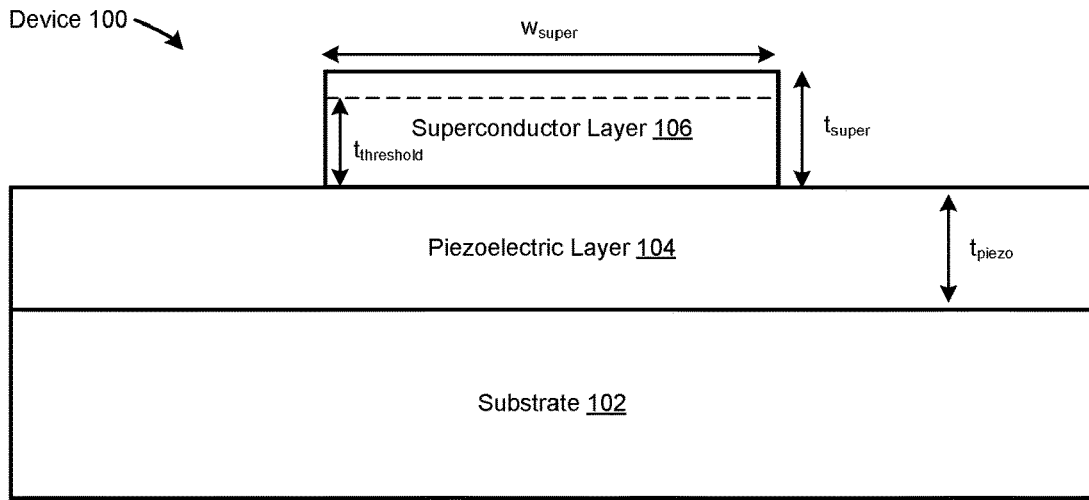 Device 100
wsuper
Superconductor Layer 106
tthreshold
tsuper
Piezoelectric Layer 104
tpiezo
Substrate 102